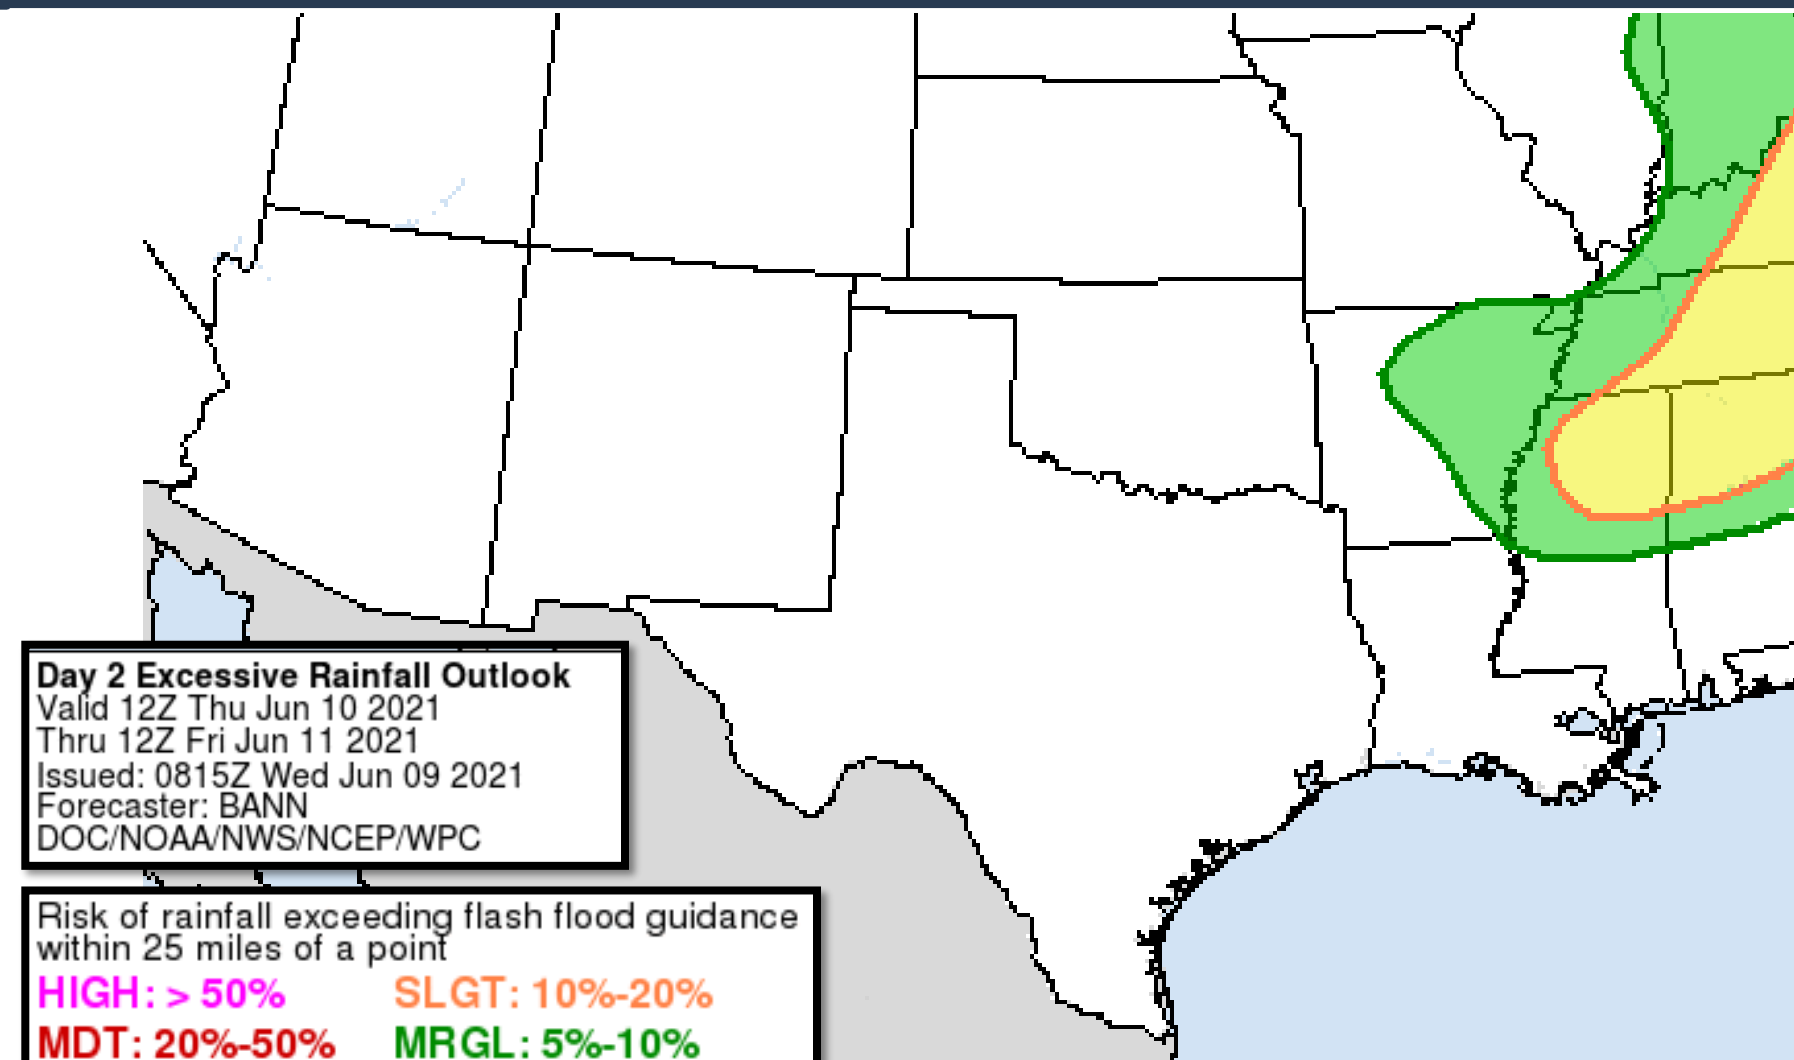 Day 2 Excessive Rainfall Outlook
Valid 12Z Thu Jun 10 2021
Thru 12Z Fri Jun 11 2021
Issued: 0815Z Wed Jun 09 2021
Forecaster: BANN
DOC/NOAA/NWS/NCEP/WPC
Risk of rainfall exceeding flash flood guidance
within 25 miles of a point
HIGH: > 50% SLGT: 10%-20%
MDT: 20%-50% MRGL: 5%-10%